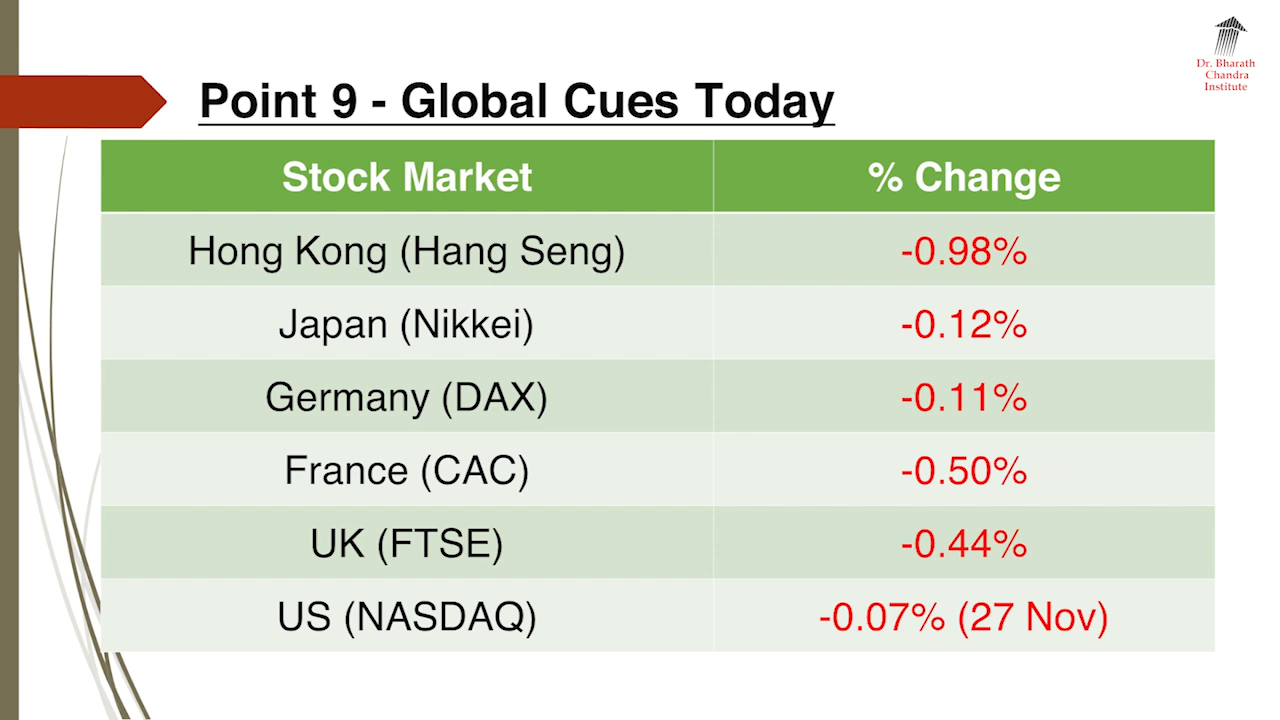 Dr. Bharath
Chandra
Institute
Point 9 - Global Cues Today
Stock Market % Change
Hong Kong (Hang Seng) -0.98%
Japan (Nikkei) -0.12%
Germany (DAX) -0.11%
France (CAC) -0.50%
UK (FTSE) -0.44%
US (NASDAQ) -0.07% (27 Nov)